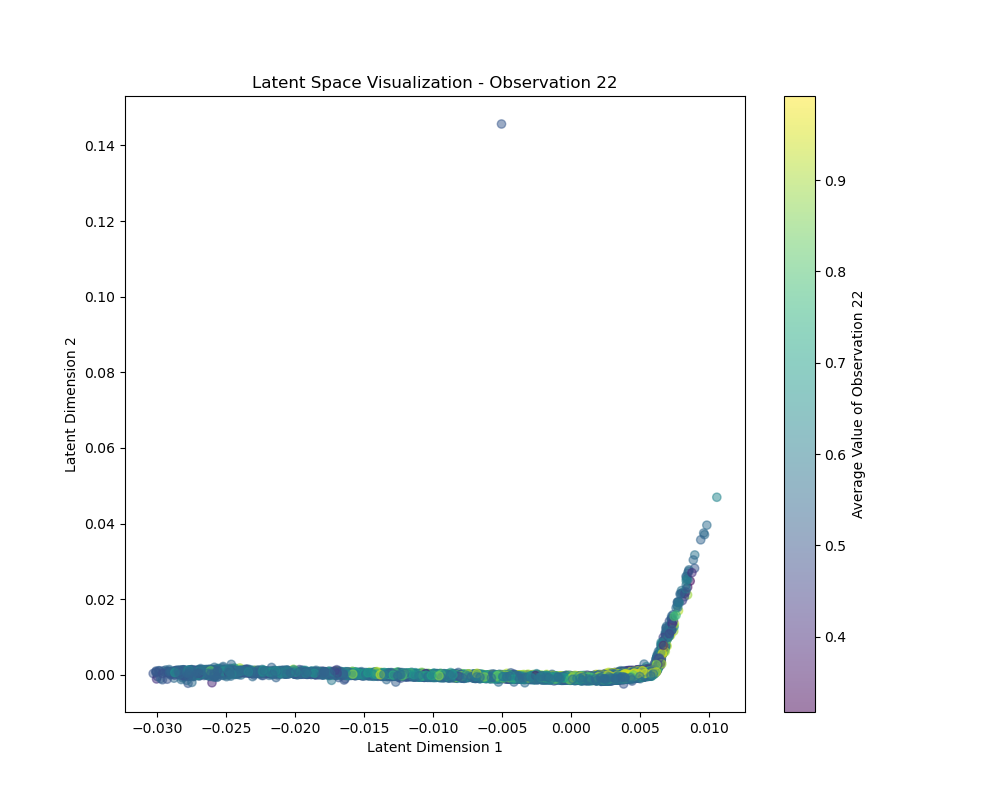 Latent Space Visualization - Observation 22
0.14
0.12
0.10
0.08
0.06
0.04
0.02
0.00
Latent Dimension 2
−0.030 −0.025 −0.020 −0.015 −0.010 −0.005 0.000 0.005 0.010
Latent Dimension 1
0.9
0.8
0.7
0.6
0.5
0.4
Average Value of Observation 22